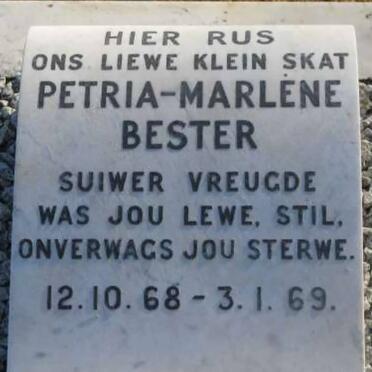 HIER RUS
ONS LIEWE KLEIN SKAT
PETRIA-MARLENE
BESTER
SUIWER VREUGDE
WAS JOU LEWE, STIL,
ONVERWAGS JOU STERWE.
12.10.68 - 3.1.69.